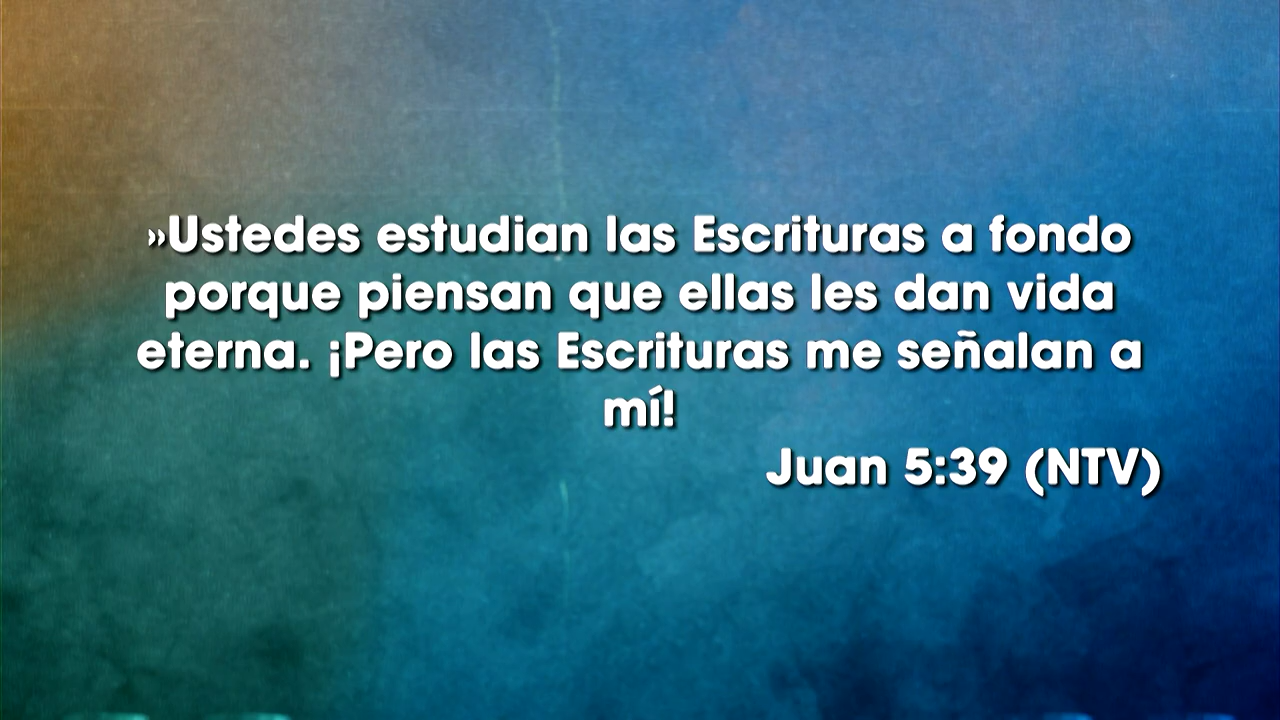 »Ustedes estudian las Escrituras a fondo
porque piensan que ellas les dan vida
eterna. ¡Pero las Escrituras me señalan a
mí!
Juan 5:39 (NTV)